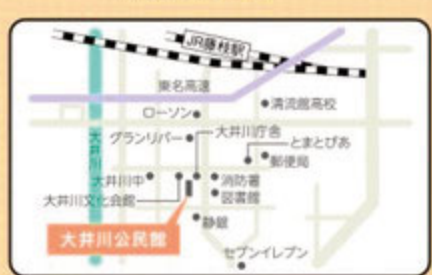 JR藤枝駅
東名高速
清流館高校
ローソン
大井川庁舎
グランリバー
とまとぴあ
大井川
郵便局
大井川中
消防署
大井川文化会館
図書館
大井川公民館
静銀
セブンイレブン